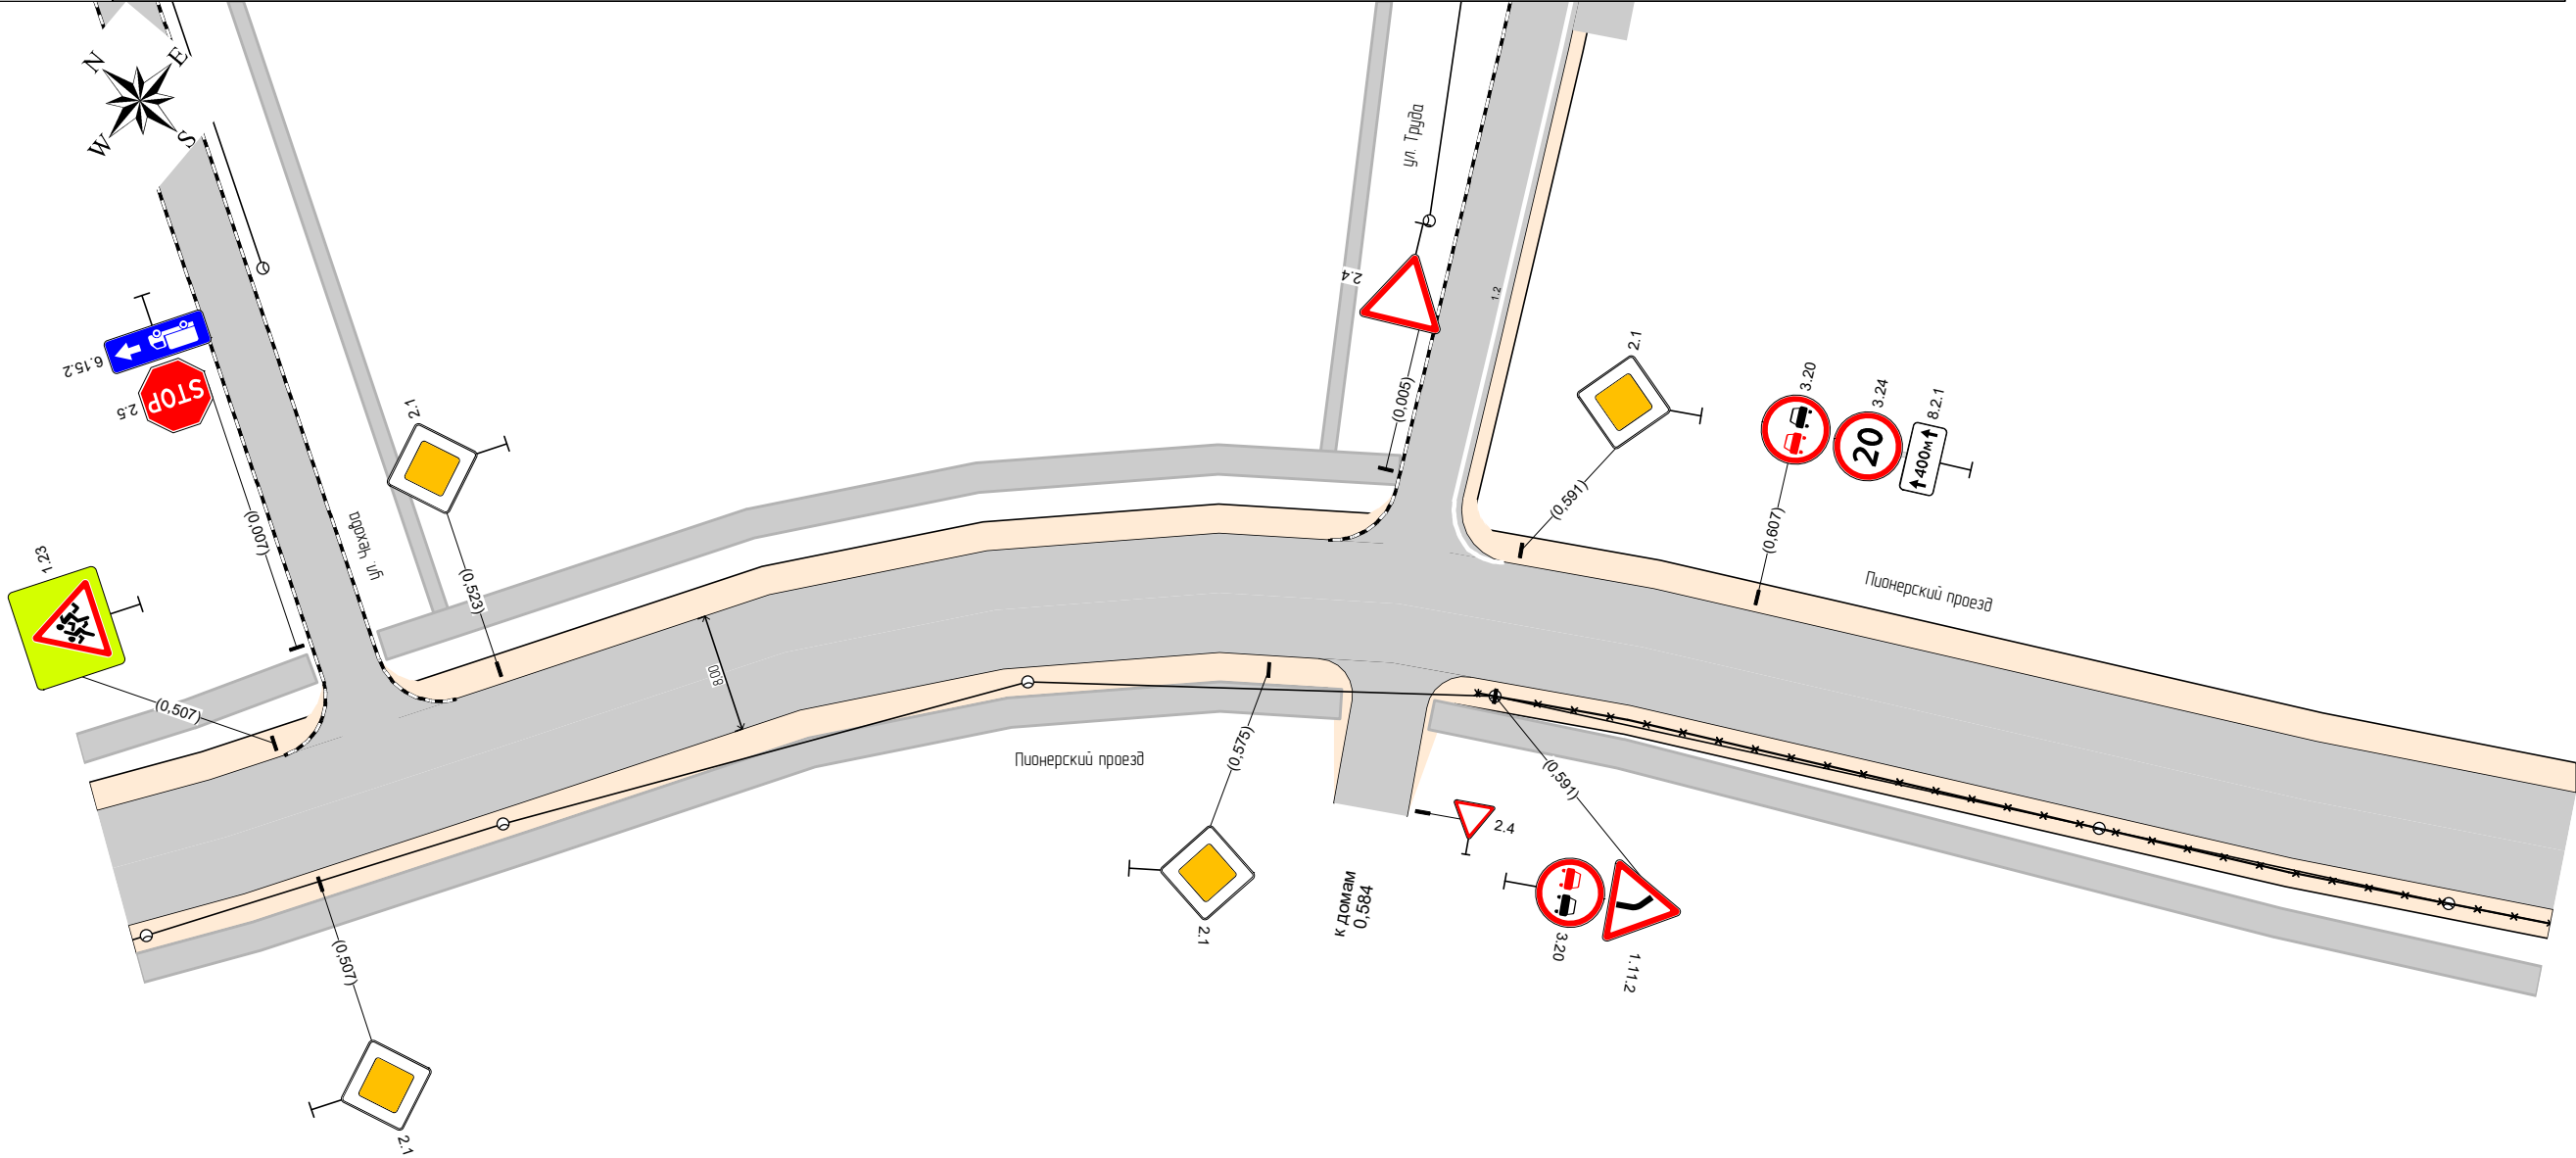 N
E
W
S
6.15.2
STOP
2.5
(0,007)
1.23
(0,507)
ул. Чехова
2.1
(0,523)
8.00
(0,507)
2.1
Пионерский проезд
ул. Труда
2.4
(0,005)
1.2
2.1
(0,591)
3.20
(0,607)
20
3.24
400м
8.2.1
Пионерский проезд
(0,575)
2.1
к домам
0,584
2.4
(0,591)
3.20
1.11.2